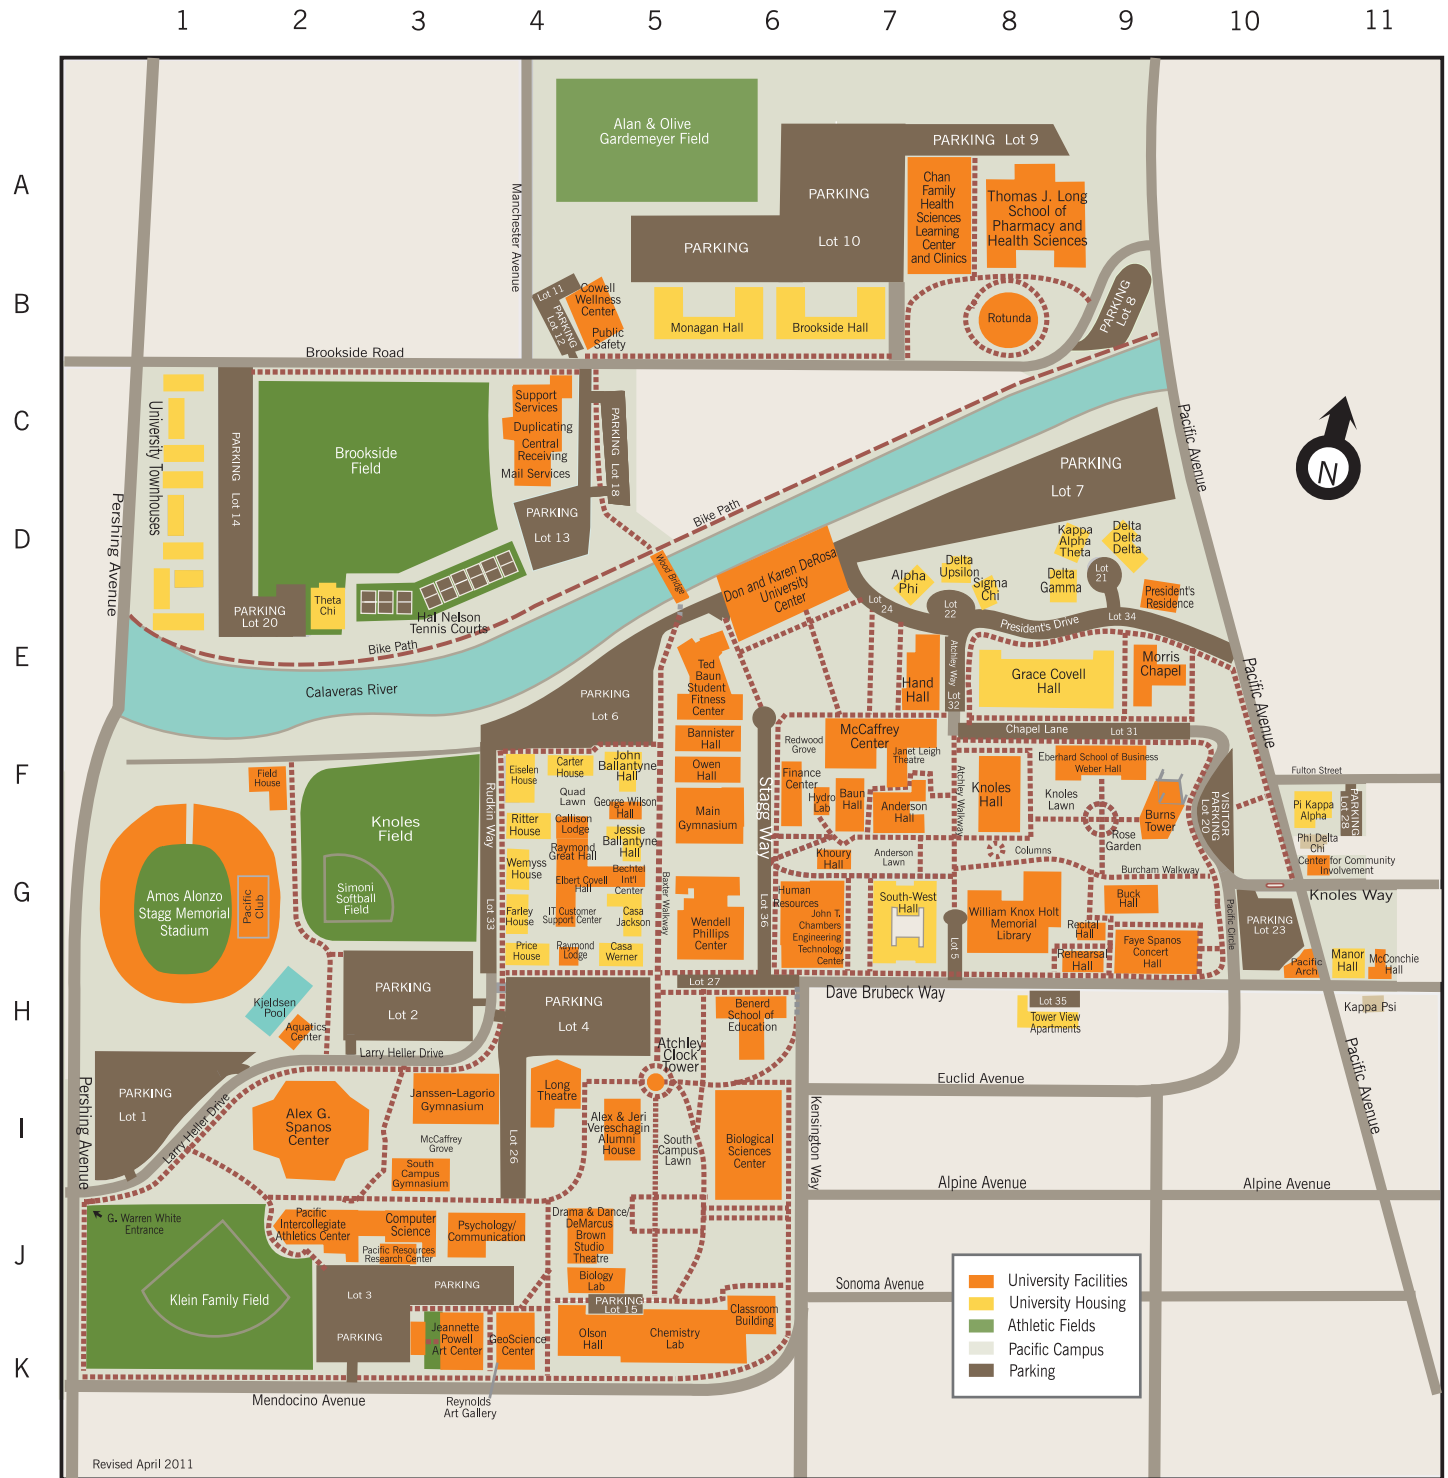 1 2 3 4 5 6 7 8 9 10 11
A
B
C
D
E
F
G
H
I
J
K
Alan & Olive
Gardemeyer Field
PARKING Lot 9
PARKING
Lot 10
PARKING
Chan
Family
Health
Sciences
Learning
Center
and Clinics
Thomas J. Long
School of
Pharmacy and
Health Sciences
Manchester Avenue
Lot 11
PARKING
Lot 12
Cowell
Wellness
Center
Public
Safety
Monagan Hall
Brookside Hall
Rotunda
PARKING
Lot 8
Brookside Road
University Townhouses
PARKING Lot 14
Brookside
Field
Support
Services
Duplicating
Central
Receiving
Mail Services
PARKING Lot 18
PARKING
Lot 13
Pershing Avenue
PARKING
Lot 20
Theta
Chi
Hal Nelson
Tennis Courts
Bike Path
Bike Path
Wood Bridge
Calaveras River
Pacific Avenue
N
PARKING
Lot 7
Don and Karen DeRosa
University
Center
Kappa
Alpha
Theta
Delta
Delta
Delta
Delta
Upsilon
Alpha
Phi
Sigma
Chi
Delta
Gamma
Lot
21
President's
Residence
Lot
24
Lot
22
President's Drive
Lot 34
PARKING
Lot 6
Ted
Baun
Student
Fitness
Center
Hand
Hall
Atchley Way
Lot
32
Grace Covell
Hall
Morris
Chapel
Pacific Avenue
Bannister
Hall
Owen
Hall
Main
Gymnasium
Stagg Way
Redwood
Grove
McCaffrey
Center
Janet Leigh
Theatre
Chapel Lane
Lot 31
Finance
Center
Hydro
Lab
Baun
Hall
Anderson
Hall
Atchley Walkway
Knoles
Hall
Eberhard School of Business
Weber Hall
Knoles
Lawn
Burns
Tower
Rose
Garden
VISITOR
PARKING
Lot 29
Fulton Street
Pi Kappa
Alpha
PARKING
Lot 28
Phi Delta
Chi
Center for Community
Involvement
Knoles Way
Field
House
Knoles
Field
Rudkin Way
Lot 33
Eiselen
House
Carter
House
John
Ballantyne
Hall
Quad
Lawn
George Wilson
Hall
Ritter
House
Callison
Lodge
Jessie
Ballantyne
Hall
Raymond
Great Hall
Wemyss
House
Elbert Covell
Hall
Bechtel
Int'l
Center
Baxter Walkway
Farley
House
IT Customer
Support Center
Casa
Jackson
Price
House
Raymond
Lodge
Casa
Werner
Amos Alonzo
Stagg Memorial
Stadium
Pacific
Club
Simoni
Softball
Field
Wendell
Phillips
Center
Lot 36
Khoury
Hall
Anderson
Lawn
Columns
Burcham Walkway
Human
Resources
John T.
Chambers
Engineering
Technology
Center
South-West
Hall
Lot 5
William Knox Holt
Memorial
Library
Buck
Hall
Recital
Hall
Rehearsal
Hall
Faye Spanos
Concert
Hall
Pacific Circle
PARKING
Lot 23
Pacific
Arch
Manor
Hall
McConchie
Hall
Kappa Psi
Kjeldsen
Pool
Aquatics
Center
PARKING
Lot 2
PARKING
Lot 4
Lot 27
Dave Brubeck Way
Benerd
School of
Education
Lot 35
Tower View
Apartments
Larry Heller Drive
Atchley
Clock
Tower
Euclid Avenue
PARKING
Lot 1
Pershing Avenue
Larry Heller Drive
Alex G.
Spanos
Center
Janssen-Lagorio
Gymnasium
McCaffrey
Grove
South
Campus
Gymnasium
Lot 26
Long
Theatre
Alex & Jeri
Vereschagin
Alumni
House
South
Campus
Lawn
Biological
Sciences
Center
Kensington Way
Alpine Avenue
Alpine Avenue
Pacific Avenue
G. Warren White
Entrance
Pacific
Intercollegiate
Athletics Center
Computer
Science
Pacific Resources
Research Center
Psychology/
Communication
Drama & Dance/
DeMarcus
Brown
Studio
Theatre
Biology
Lab
PARKING
Lot 15
Klein Family Field
Lot 3
PARKING
PARKING
Jeannette
Powell
Art Center
GeoScience
Center
Olson
Hall
Chemistry
Lab
Classroom
Building
Sonoma Avenue
Mendocino Avenue
Reynolds
Art Gallery
University Facilities
University Housing
Athletic Fields
Pacific Campus
Parking
Revised April 2011